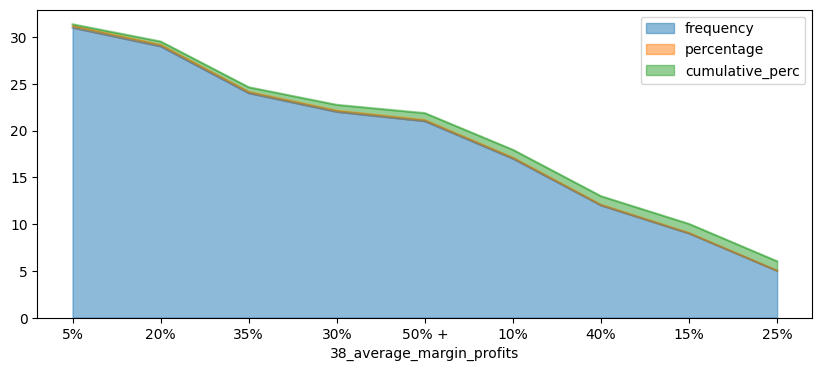 frequency
percentage
cumulative_perc
30
25
20
15
10
5
0
5% 20% 35% 30% 50% + 10% 40% 15% 25%
38_average_margin_profits